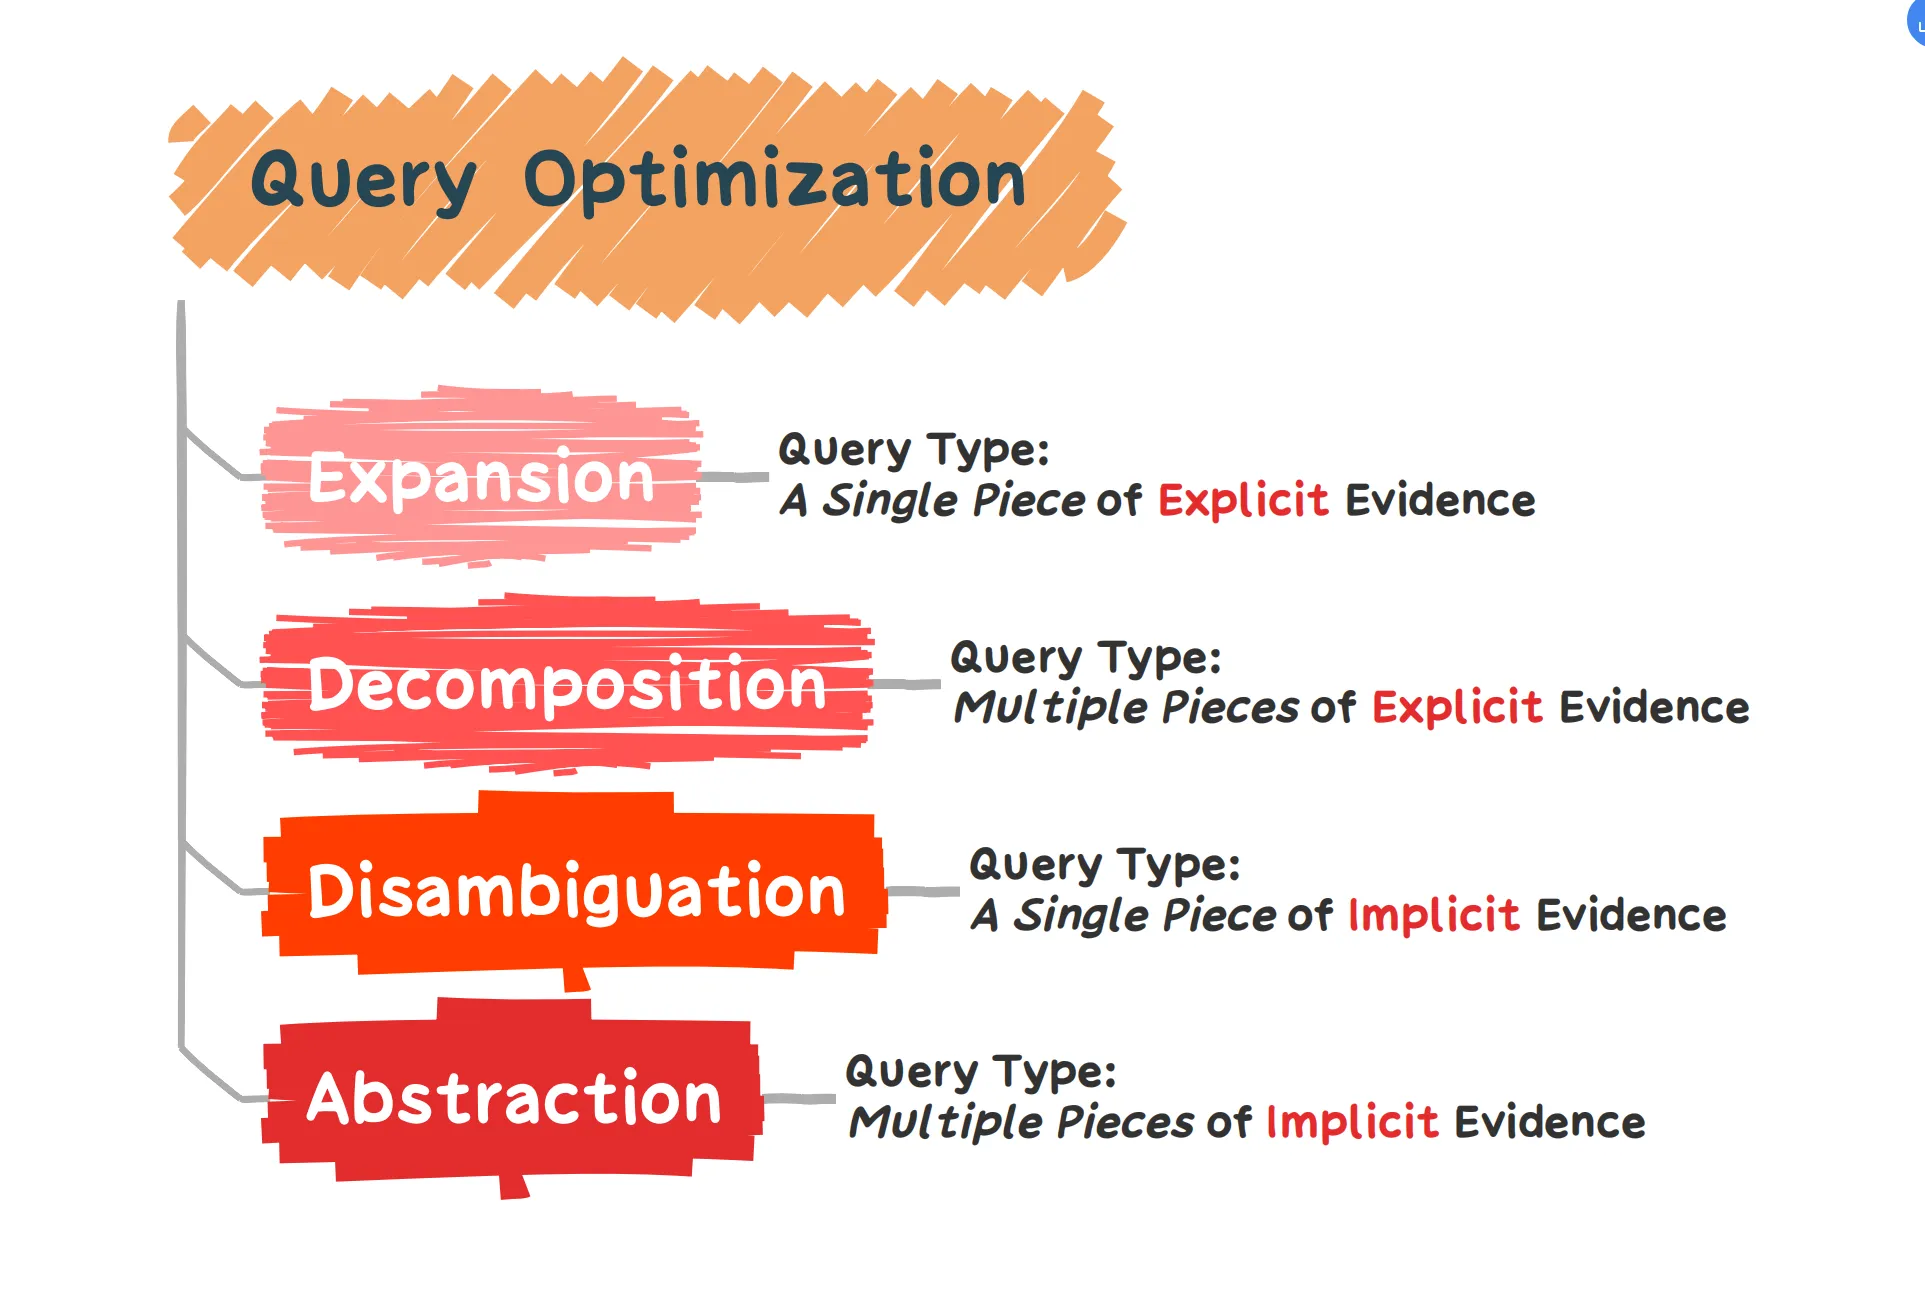 Query Optimization
Expansion
Query Type:
A Single Piece of Explicit Evidence
Decomposition
Query Type:
Multiple Pieces of Explicit Evidence
Disambiguation
Query Type:
A Single Piece of Implicit Evidence
Abstraction
Query Type:
Multiple Pieces of Implicit Evidence